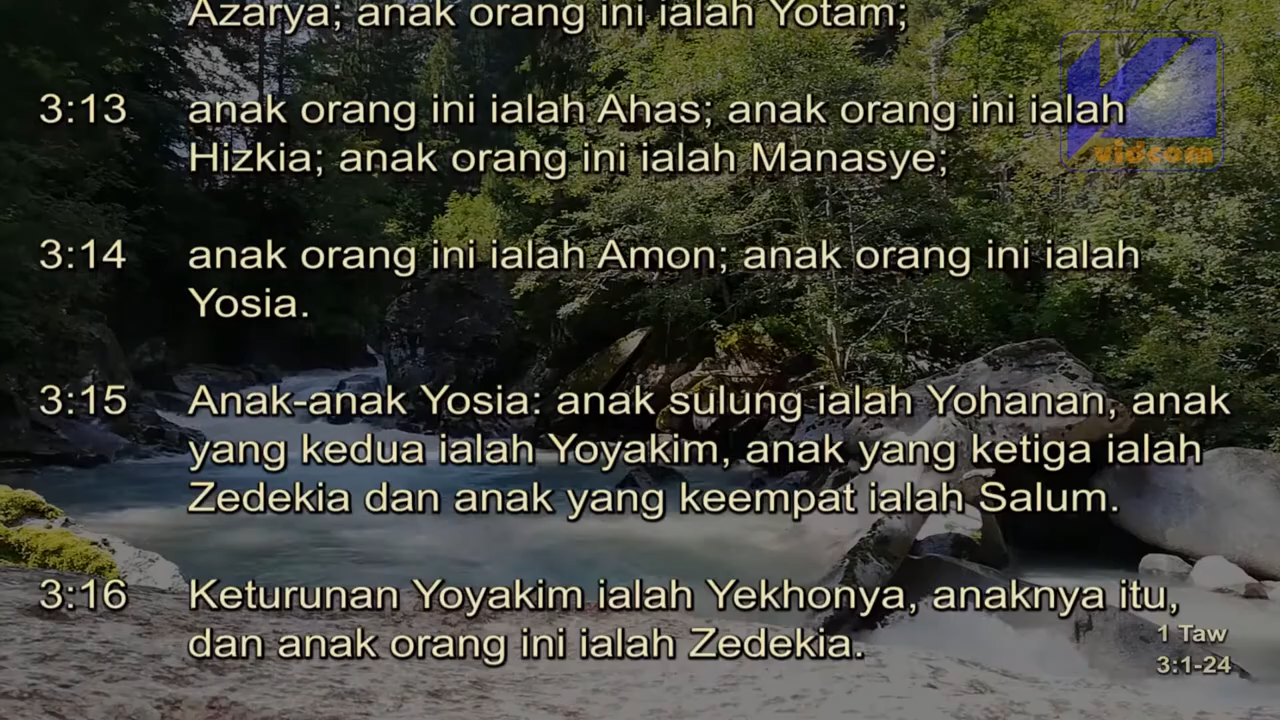 Azarya; anak orang ini ialah Yotam;
3:13 anak orang ini ialah Ahas; anak orang ini ialah
Hizkia; anak orang ini ialah Manasye;
3:14 anak orang ini ialah Amon; anak orang ini ialah
Yosia.
3:15 Anak-anak Yosia: anak sulung ialah Yohanan, anak
yang kedua ialah Yoyakim, anak yang ketiga ialah
Zedekia dan anak yang keempat ialah Salum.
3:16 Keturunan Yoyakim ialah Yekhonya, anaknya itu,
dan anak orang ini ialah Zedekia.
1 Taw
3:1-24
vidcom